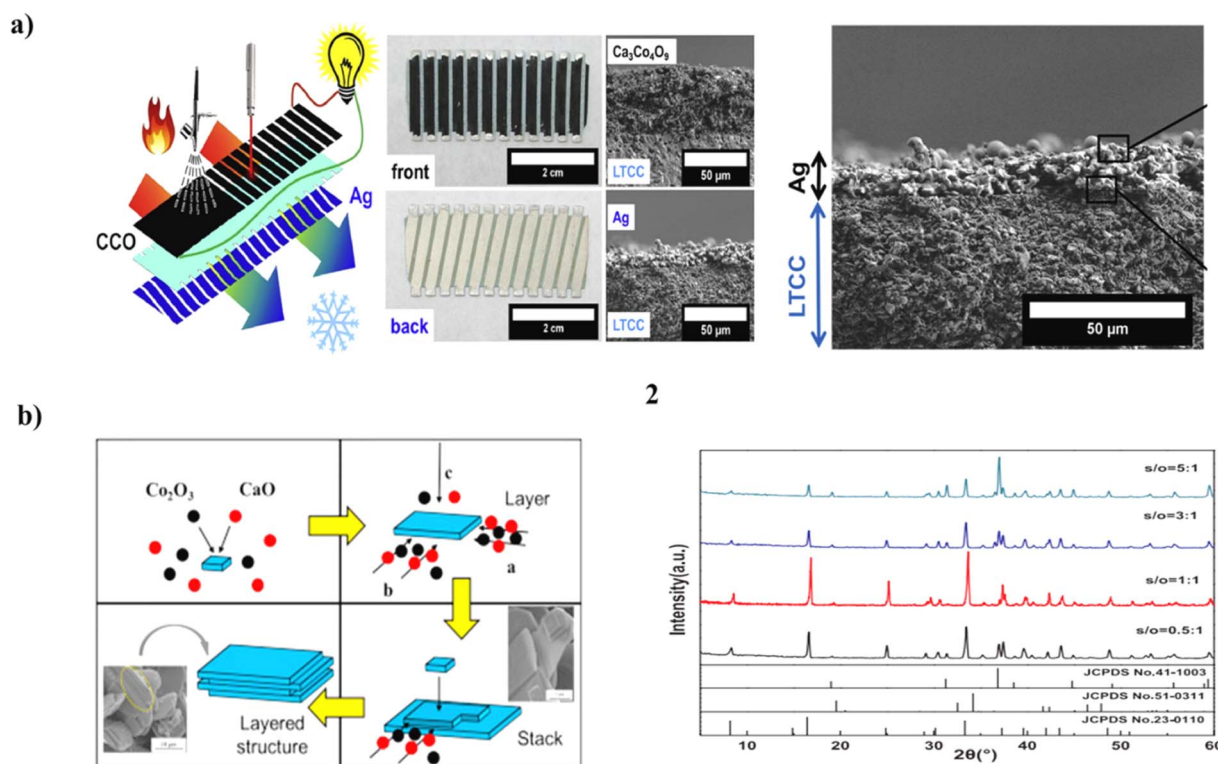 a)
CCO
Ag
front
2 cm
back
2 cm
Ca₃Co₄O₉
LTCC
50 µm
Ag
LTCC
50 µm
Ag
LTCC
50 µm
b)
Co₂O₃
CaO
c
Layer
b
a
Layered
structure
Stack
2
Intensity(a.u.)
s/o=5:1
s/o=3:1
s/o=1:1
s/o=0.5:1
JCPDS No.41-1003
JCPDS No.51-0311
JCPDS No.23-0110
10 20 30 40 50 60
2θ(°)